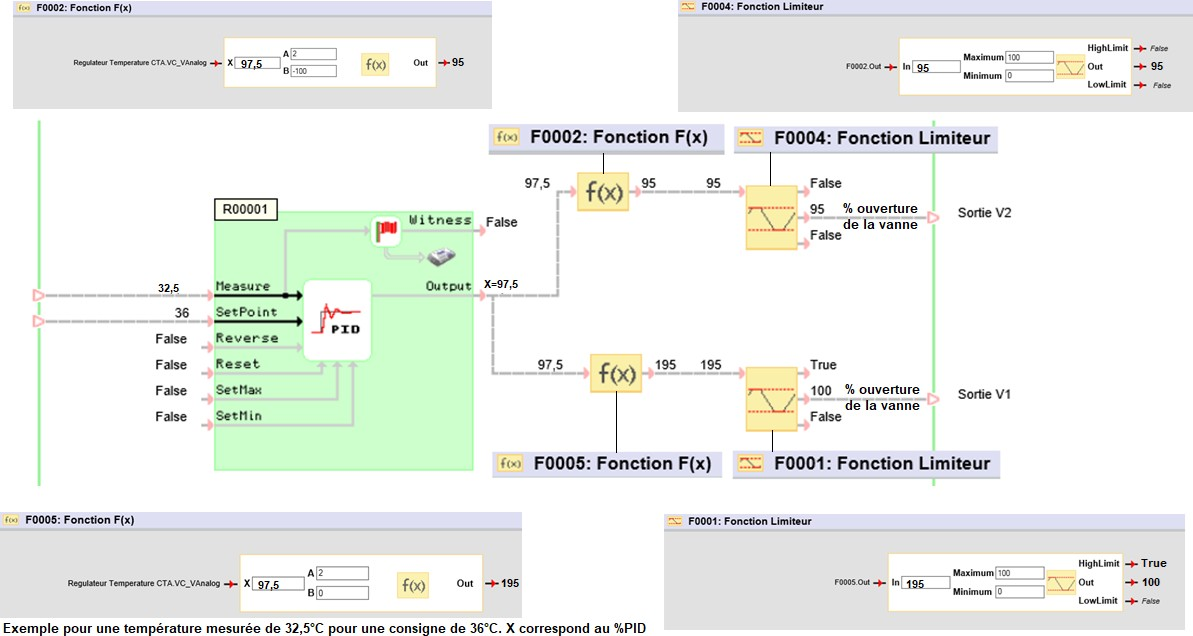 F0002: Fonction F(x)
F0004: Fonction Limiteur
Regulateur Temperature CTA.VC_VAnalog
X 97,5
A 2
B -100
f(x)
Out
95
F0002.Out
In 95
Maximum 100
Minimum 0
HighLimit
False
Out
95
LowLimit
False
f(x) F0002: Fonction F(x)
F0004: Fonction Limiteur
R00001
97,5
f(x)
95
95
False
95
% ouverture
de la vanne
False
Sortie V2
Witness
False
32,5
Measure
Output
X=97,5
36
SetPoint
PID
False
Reverse
False
Reset
False
SetMax
False
SetMin
97,5
f(x)
195
195
True
100
% ouverture
de la vanne
False
Sortie V1
f(x) F0005: Fonction F(x)
F0001: Fonction Limiteur
f(x) F0005: Fonction F(x)
F0001: Fonction Limiteur
Regulateur Temperature CTA.VC_VAnalog
X 97,5
A 2
B 0
f(x)
Out
195
F0005.Out
In 195
Maximum 100
Minimum 0
HighLimit
True
Out
100
LowLimit
False
Exemple pour une température mesurée de 32,5°C pour une consigne de 36°C. X correspond au %PID